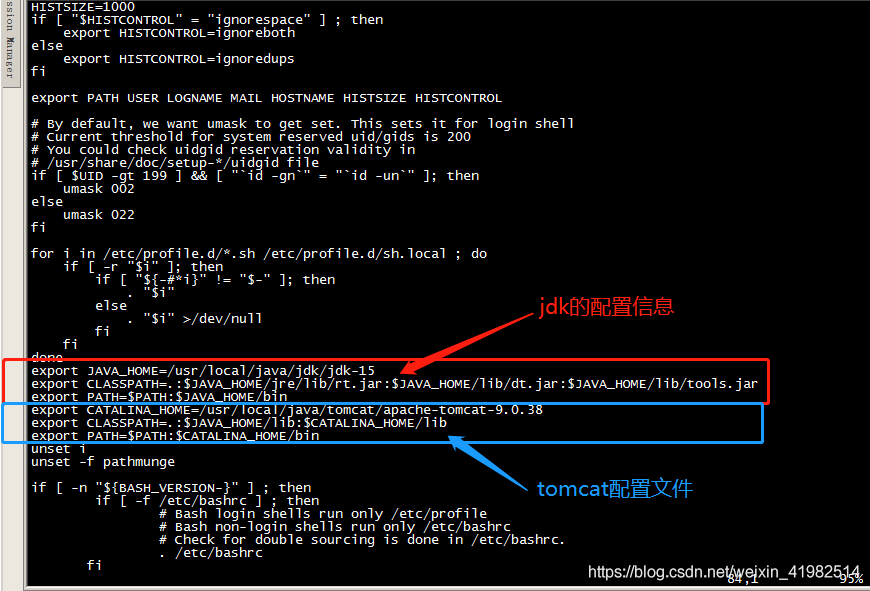 ssion Manager
HISTSIZE=1000
if [ "$HISTCONTROL" = "ignorespace" ] ; then
    export HISTCONTROL=ignoreboth
else
    export HISTCONTROL=ignoredups
fi
export PATH USER LOGNAME MAIL HOSTNAME HISTSIZE HISTCONTROL
# By default, we want umask to get set. This sets it for login shell
# Current threshold for system reserved uid/gids is 200
# You could check uidgid reservation validity in
# /usr/share/doc/setup-*/uidgid file
if [ $UID -gt 199 ] && [ "`id -gn`" = "`id -un`" ]; then
    umask 002
else
    umask 022
fi
for i in /etc/profile.d/*.sh /etc/profile.d/sh.local ; do
    if [ -r "$i" ]; then
        if [ "${-#*i}" != "$-" ]; then
            . "$i"
        else
            . "$i" >/dev/null
        fi
    fi
done
jdk的配置信息
export JAVA_HOME=/usr/local/java/jdk/jdk-15
export CLASSPATH=.:$JAVA_HOME/jre/lib/rt.jar:$JAVA_HOME/lib/dt.jar:$JAVA_HOME/lib/tools.jar
export PATH=$PATH:$JAVA_HOME/bin
export CATALINA_HOME=/usr/local/java/tomcat/apache-tomcat-9.0.38
export CLASSPATH=.:$JAVA_HOME/lib:$CATALINA_HOME/lib
export PATH=$PATH:$CATALINA_HOME/bin
unset i
unset -f pathmunge
tomcat配置文件
if [ -n "${BASH_VERSION-}" ] ; then
        if [ -f /etc/bashrc ] ; then
                # Bash login shells run only /etc/profile
                # Bash non-login shells run only /etc/bashrc
                # Check for double sourcing is done in /etc/bashrc.
                . /etc/bashrc
       fi
https://blog.csdn.net/weixin_41982514
84,1 95%